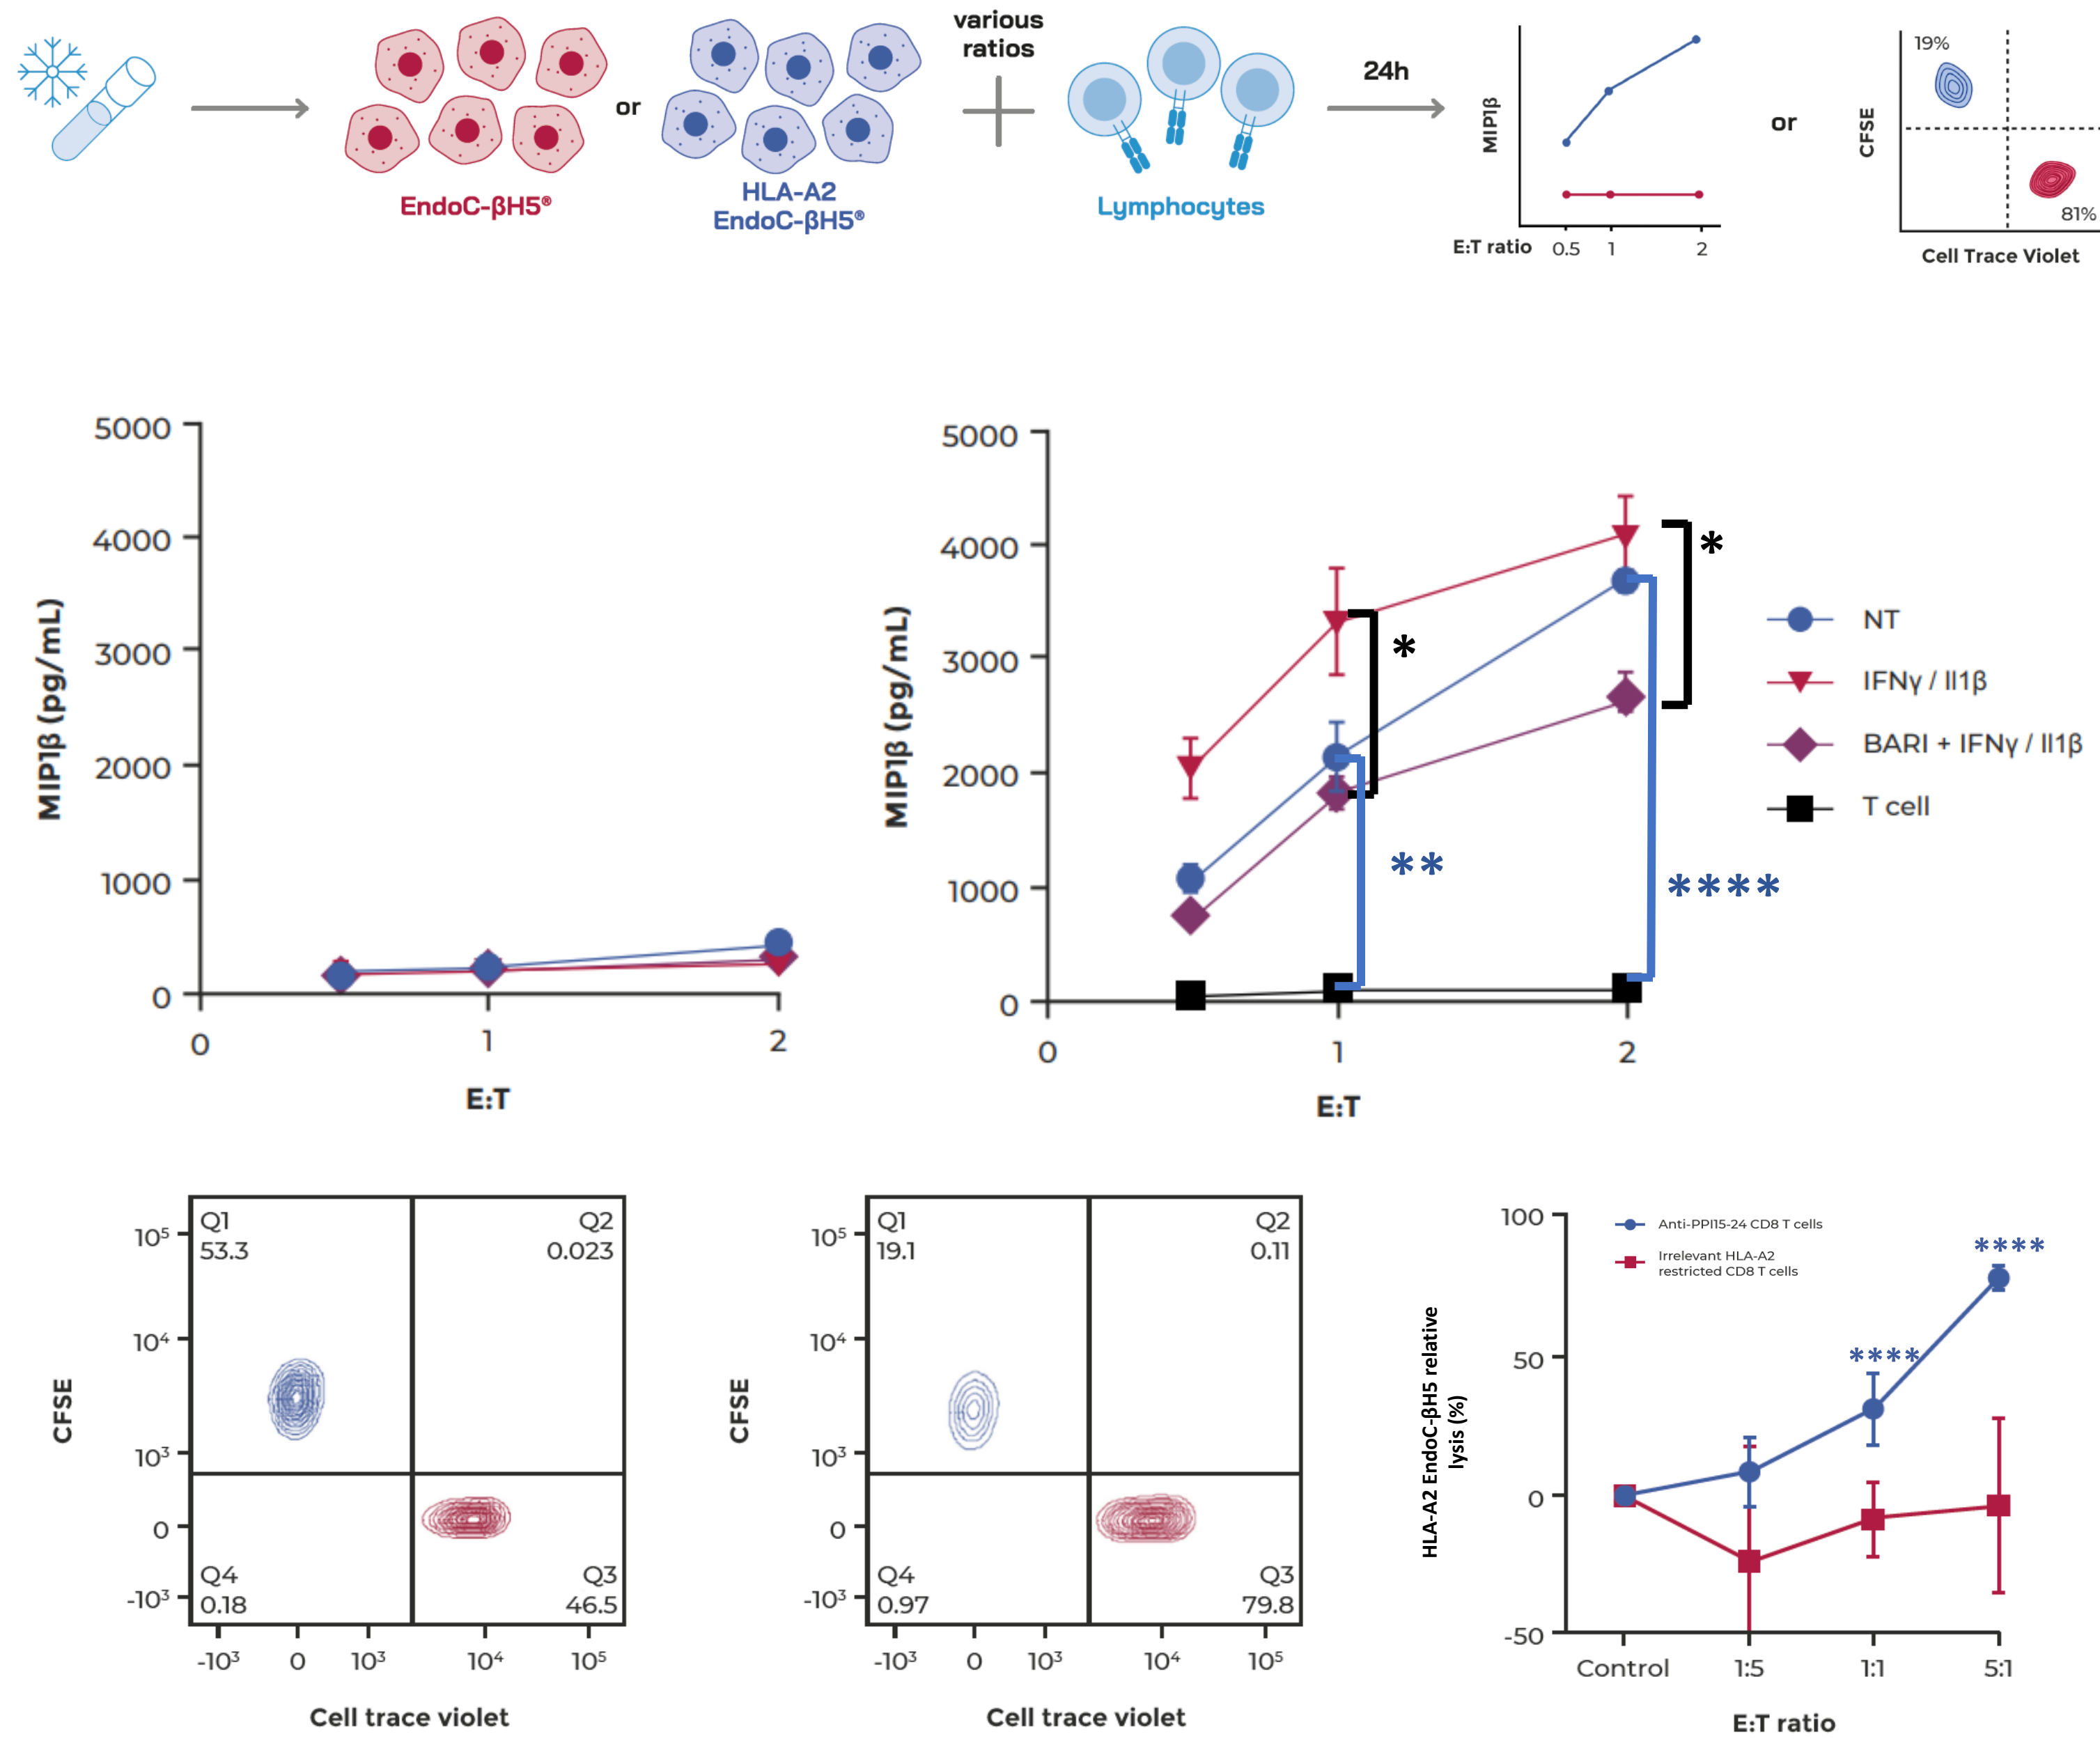 various
ratios
or
24h
EndoC-βH5®
HLA-A2
EndoC-βH5®
Lymphocytes
MIP1β
E:T ratio
0.5
1
2
or
19%
CFSE
81%
Cell Trace Violet
5000
4000
3000
2000
1000
0
MIP1β (pg/mL)
0
1
2
E:T
5000
4000
3000
2000
1000
0
MIP1β (pg/mL)
0
1
2
E:T
*
*
**
****
NT
IFNγ / Il1β
BARI + IFNγ / Il1β
T cell
Q1
53.3
Q2
0.023
Q4
0.18
Q3
46.5
10⁵
10⁴
10³
0
-10³
CFSE
-10³
0
10³
10⁴
10⁵
Cell trace violet
Q1
19.1
Q2
0.11
Q4
0.97
Q3
79.8
10⁵
10⁴
10³
0
-10³
CFSE
-10³
0
10³
10⁴
10⁵
Cell trace violet
100
50
0
-50
HLA-A2 EndoC-βH5 relative
lysis (%)
Anti-PPI15-24 CD8 T cells
Irrelevant HLA-A2
restricted CD8 T cells
****
****
Control
1:5
1:1
5:1
E:T ratio